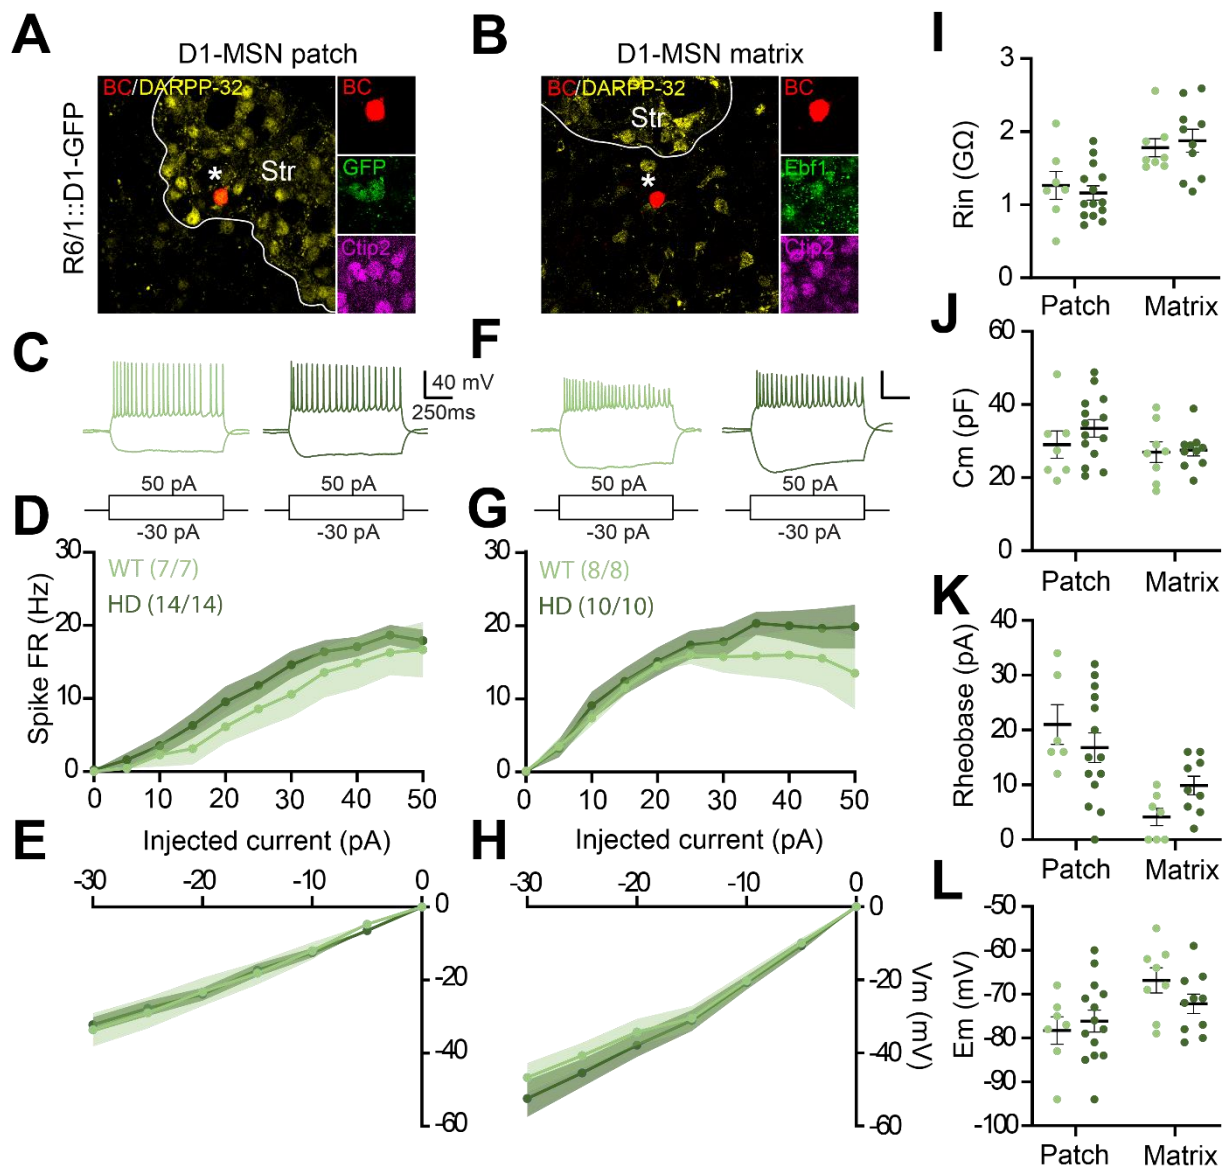 A
D1-MSN patch
R6/1::D1-GFP
BC/DARPP-32
Str
*
BC
GFP
Ctip2
B
D1-MSN matrix
BC/DARPP-32
Str
*
BC
Ebf1
Ctip2
C
40 mV
250ms
50 pA
-30 pA
50 pA
-30 pA
F
50 pA
-30 pA
50 pA
-30 pA
D
WT (7/7)
HD (14/14)
Spike FR (Hz)
30
20
10
0
0 10 20 30 40 50
Injected current (pA)
G
WT (8/8)
HD (10/10)
30
20
10
0
0 10 20 30 40 50
Injected current (pA)
E
-30 -20 -10 0
0
-20
-40
-60
H
-30 -20 -10 0
0
-20
-40
-60
Vm (mV)
I
Rin (GΩ)
3
2
1
0
Patch Matrix
J
Cm (pF)
60
40
20
0
Patch Matrix
K
Rheobase (pA)
40
30
20
10
0
Patch Matrix
L
Em (mV)
-50
-60
-70
-80
-90
-100
Patch Matrix